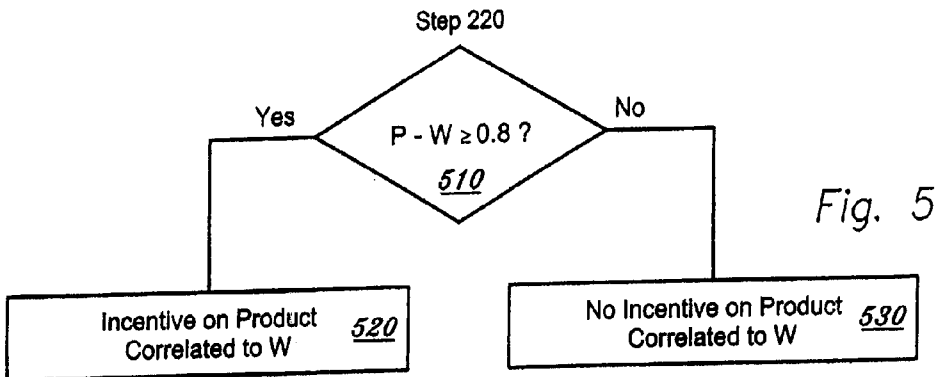 Step 220
Yes
No
P - W ≥ 0.8 ?
510
Fig. 5
Incentive on Product
Correlated to W
520
No Incentive on Product
Correlated to W
530